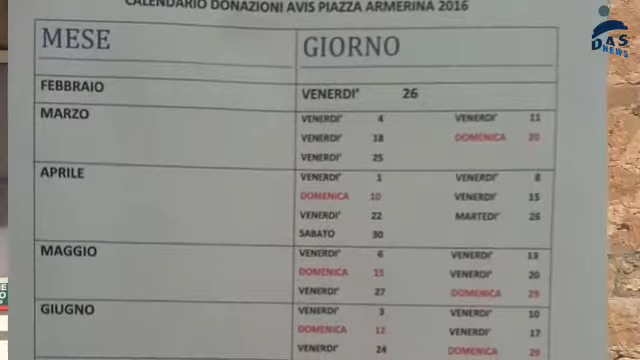 CALENDARIO DONAZIONI AVIS PIAZZA ARMERINA 2016
MESE GIORNO
FEBBRAIO VENERDI' 26
MARZO VENERDI' 4 VENERDI' 11
VENERDI' 18 DOMENICA 20
VENERDI' 25
APRILE VENERDI' 1 VENERDI' 8
DOMENICA 10 VENERDI' 15
VENERDI' 22 MARTEDI' 26
SABATO 30
MAGGIO VENERDI' 6 VENERDI' 13
DOMENICA 15 VENERDI' 20
VENERDI' 27 DOMENICA 29
GIUGNO VENERDI' 3 VENERDI' 10
DOMENICA 12 VENERDI' 17
VENERDI' 24 DOMENICA
DAS
NEWS